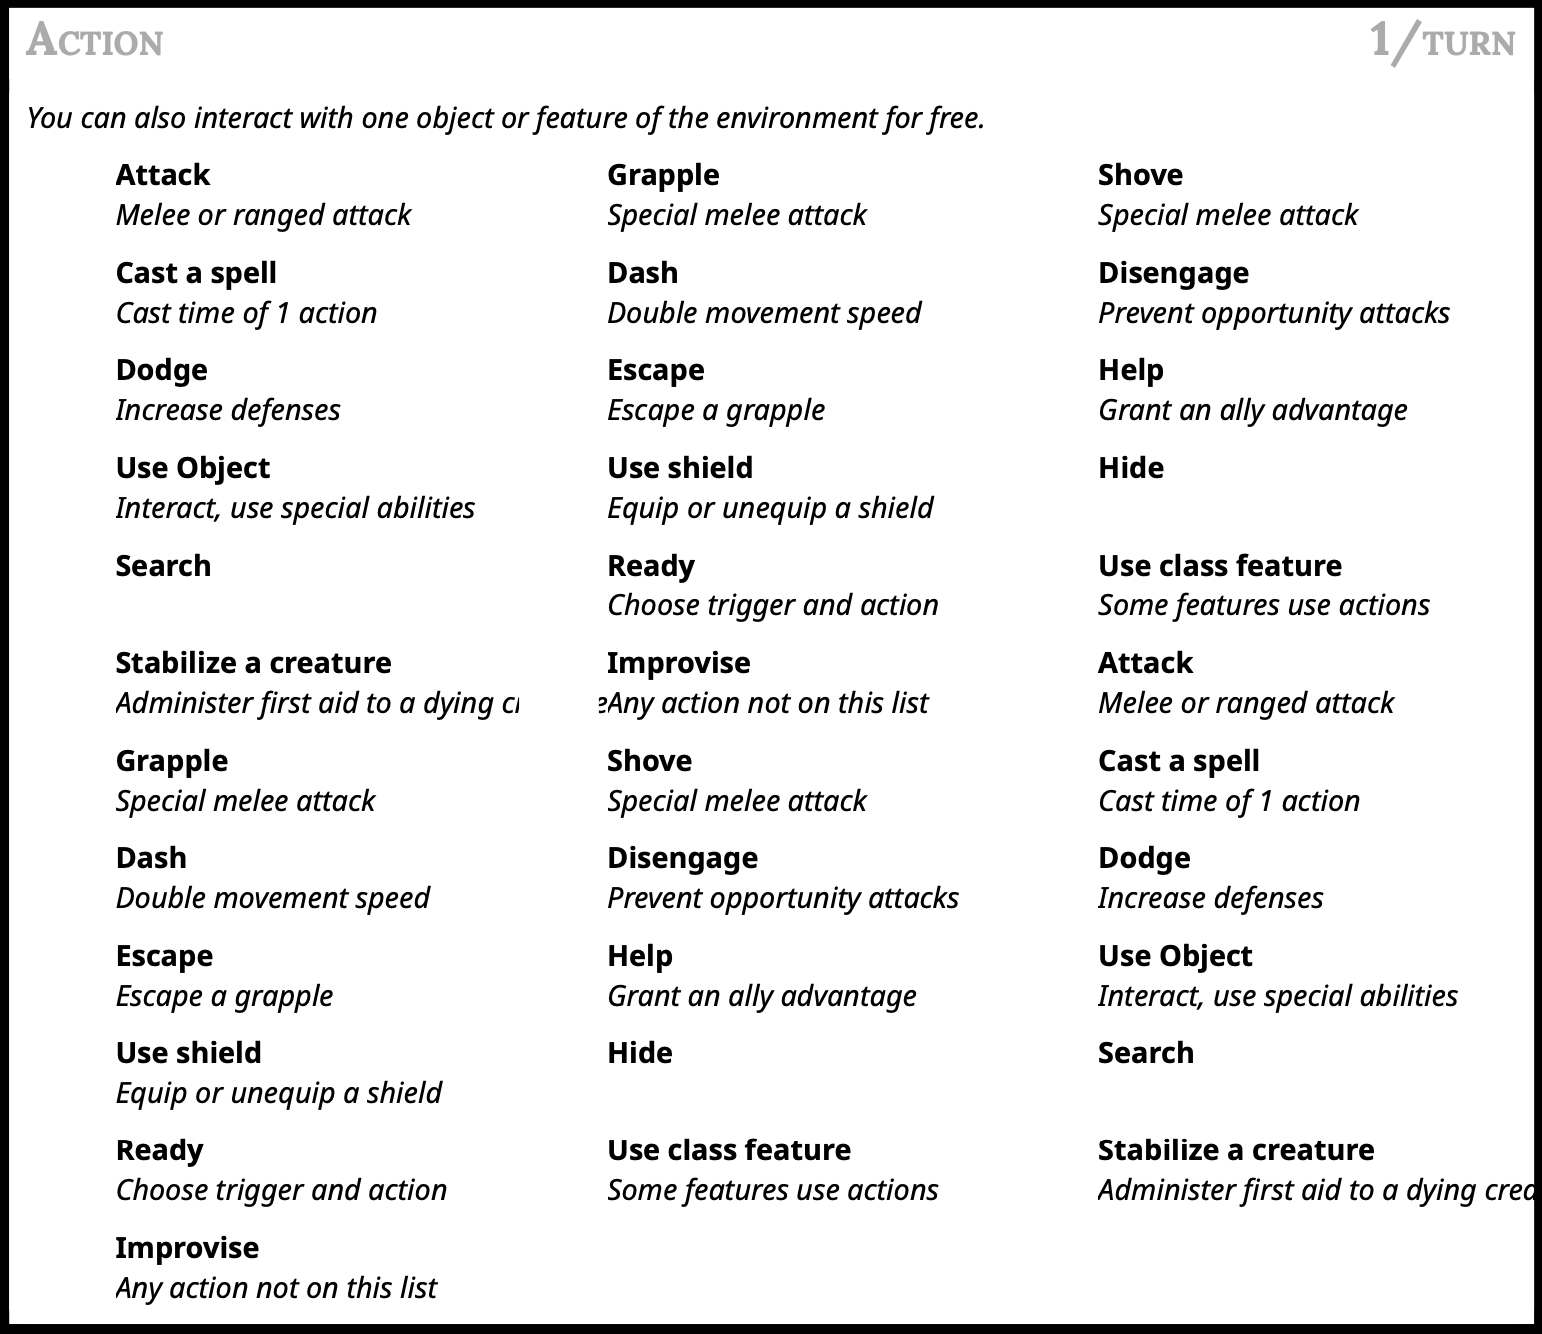 Action 1/turn
You can also interact with one object or feature of the environment for free.
Attack Grapple Shove
Melee or ranged attack Special melee attack Special melee attack
Cast a spell Dash Disengage
Cast time of 1 action Double movement speed Prevent opportunity attacks
Dodge Escape Help
Increase defenses Escape a grapple Grant an ally advantage
Use Object Use shield Hide
Interact, use special abilities Equip or unequip a shield
Search Ready Use class feature
Choose trigger and action Some features use actions
Stabilize a creature Improvise Attack
Administer first aid to a dying Any action not on this list Melee or ranged attack
Grapple Shove Cast a spell
Special melee attack Special melee attack Cast time of 1 action
Dash Disengage Dodge
Double movement speed Prevent opportunity attacks Increase defenses
Escape Help Use Object
Escape a grapple Grant an ally advantage Interact, use special abilities
Use shield Hide Search
Equip or unequip a shield
Ready Use class feature Stabilize a creature
Choose trigger and action Some features use actions Administer first aid to a dying
Improvise
Any action not on this list